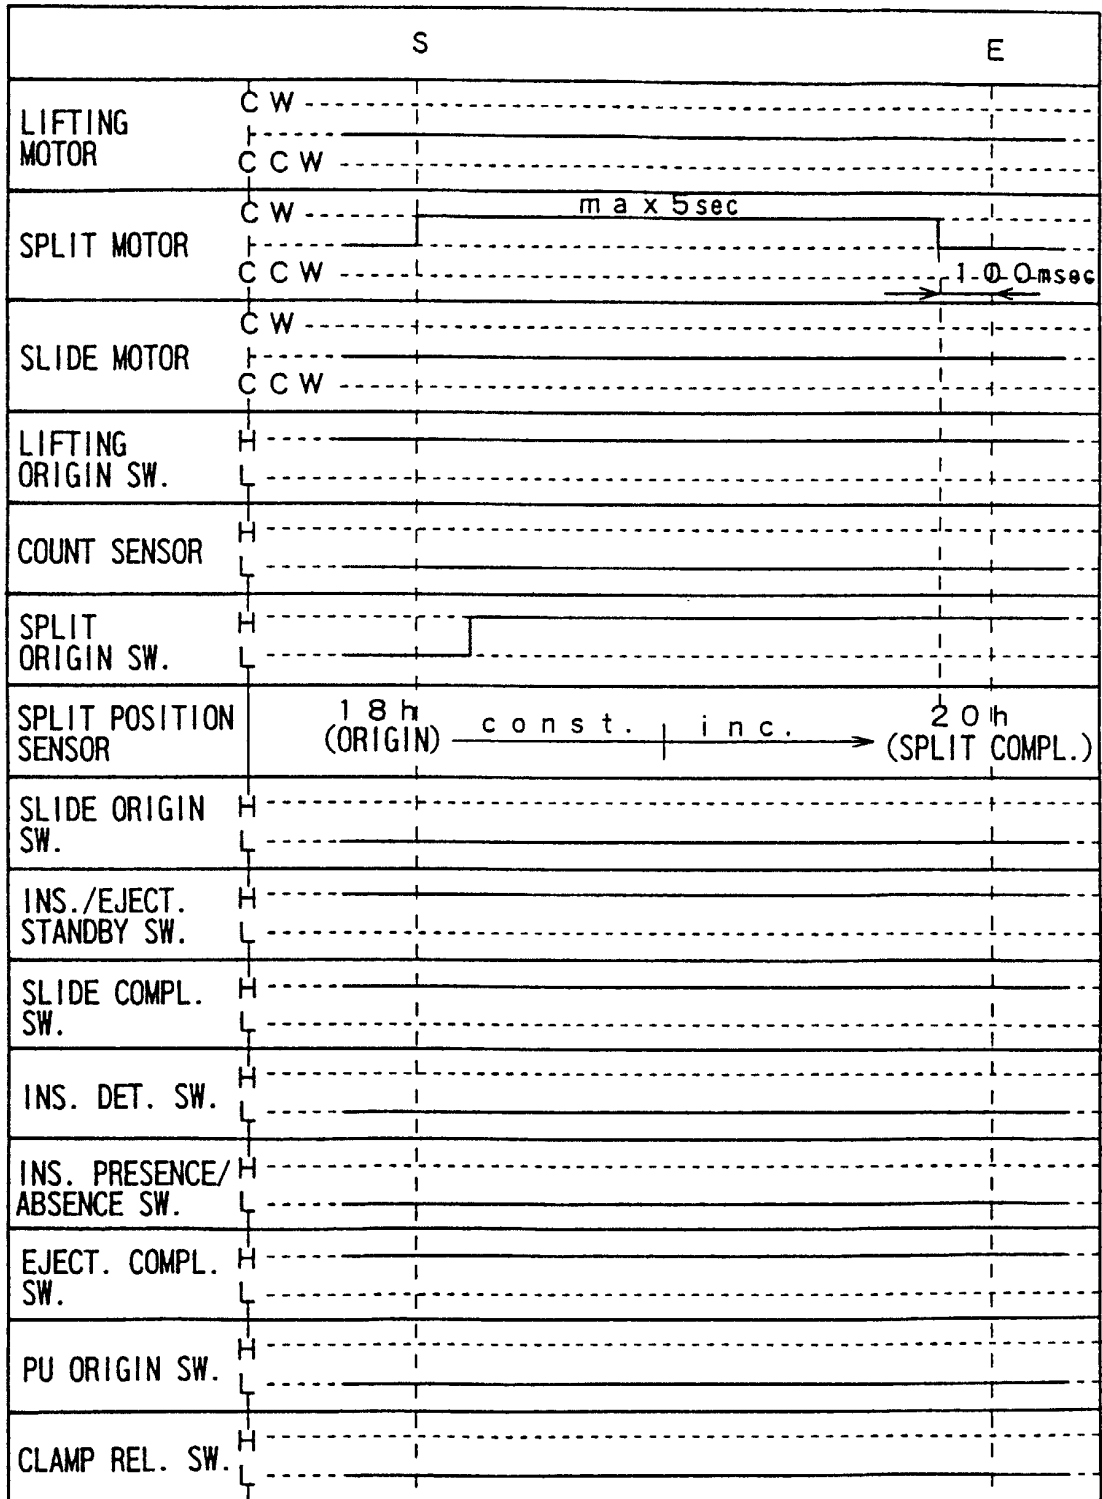 S E
LIFTING
MOTOR
CW
CCW
SPLIT MOTOR
CW
CCW
max 5sec
100msec
SLIDE MOTOR
CW
CCW
LIFTING
ORIGIN SW.
H
L
COUNT SENSOR
H
L
SPLIT
ORIGIN SW.
H
L
SPLIT POSITION
SENSOR
18h
(ORIGIN)
const.
inc.
20h
(SPLIT COMPL.)
SLIDE ORIGIN
SW.
H
L
INS./EJECT.
STANDBY SW.
H
L
SLIDE COMPL.
SW.
H
L
INS. DET. SW.
H
L
INS. PRESENCE/
ABSENCE SW.
H
L
EJECT. COMPL.
SW.
H
L
PU ORIGIN SW.
H
L
CLAMP REL. SW.
H
L